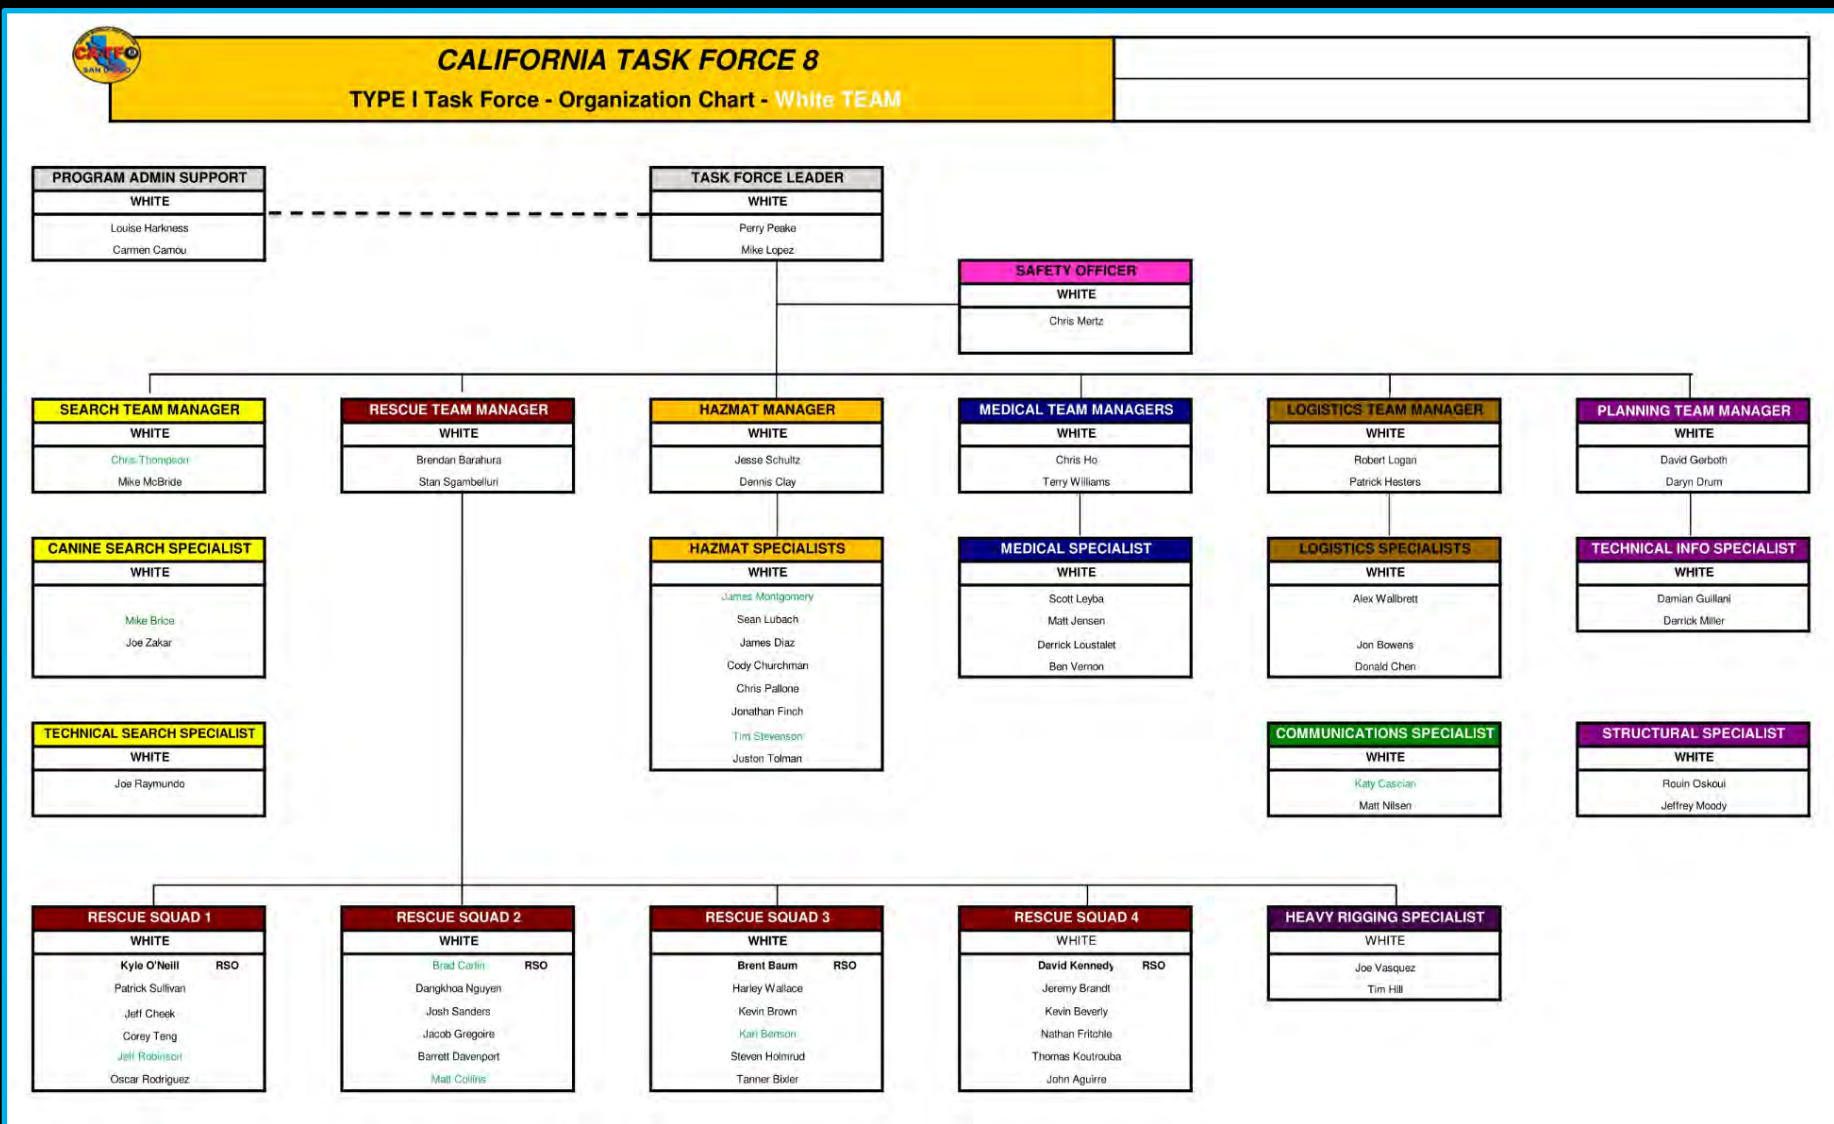 CATF8
SAN DIEGO
CALIFORNIA TASK FORCE 8
TYPE I Task Force - Organization Chart - White TEAM
PROGRAM ADMIN SUPPORT
WHITE
Louise Harkness
Carmen Camou
TASK FORCE LEADER
WHITE
Perry Peake
Mike Lopez
SAFETY OFFICER
WHITE
Chris Mertz
SEARCH TEAM MANAGER
WHITE
Chris Thompson
Mike McBride
RESCUE TEAM MANAGER
WHITE
Brendan Barahura
Stan Sgambelluri
HAZMAT MANAGER
WHITE
Jesse Schultz
Dennis Clay
MEDICAL TEAM MANAGERS
WHITE
Chris Ho
Terry Williams
LOGISTICS TEAM MANAGER
WHITE
Robert Logan
Patrick Hesters
PLANNING TEAM MANAGER
WHITE
David Gerboth
Daryn Drum
CANINE SEARCH SPECIALIST
WHITE
Mike Brice
Joe Zakar
HAZMAT SPECIALISTS
WHITE
James Montgomery
Sean Lubach
James Diaz
Cody Churchman
Chris Pallone
Jonathan Finch
Tim Stevenson
Juston Tolman
MEDICAL SPECIALIST
WHITE
Scott Leyba
Matt Jensen
Derrick Loustalet
Ben Vernon
LOGISTICS SPECIALISTS
WHITE
Alex Wallbrett
Jon Bowens
Donald Chen
TECHNICAL INFO SPECIALIST
WHITE
Damian Guillani
Derrick Miller
TECHNICAL SEARCH SPECIALIST
WHITE
Joe Raymundo
COMMUNICATIONS SPECIALIST
WHITE
Katy Cascian
Matt Nilsen
STRUCTURAL SPECIALIST
WHITE
Rouin Oskoui
Jeffrey Moody
RESCUE SQUAD 1
WHITE
Kyle O'Neill RSO
Patrick Sullivan
Jeff Cheek
Corey Teng
Jeff Robinson
Oscar Rodriguez
RESCUE SQUAD 2
WHITE
Brad Cartin RSO
Dangkhoa Nguyen
Josh Sanders
Jacob Gregoire
Barrett Davenport
Matt Collins
RESCUE SQUAD 3
WHITE
Brent Baum RSO
Harley Wallace
Kevin Brown
Karl Benson
Steven Holmrud
Tanner Bixler
RESCUE SQUAD 4
WHITE
David Kennedy RSO
Jeremy Brandt
Kevin Beverly
Nathan Fritchle
Thomas Koutrouba
John Aguirre
HEAVY RIGGING SPECIALIST
WHITE
Joe Vasquez
Tim Hill